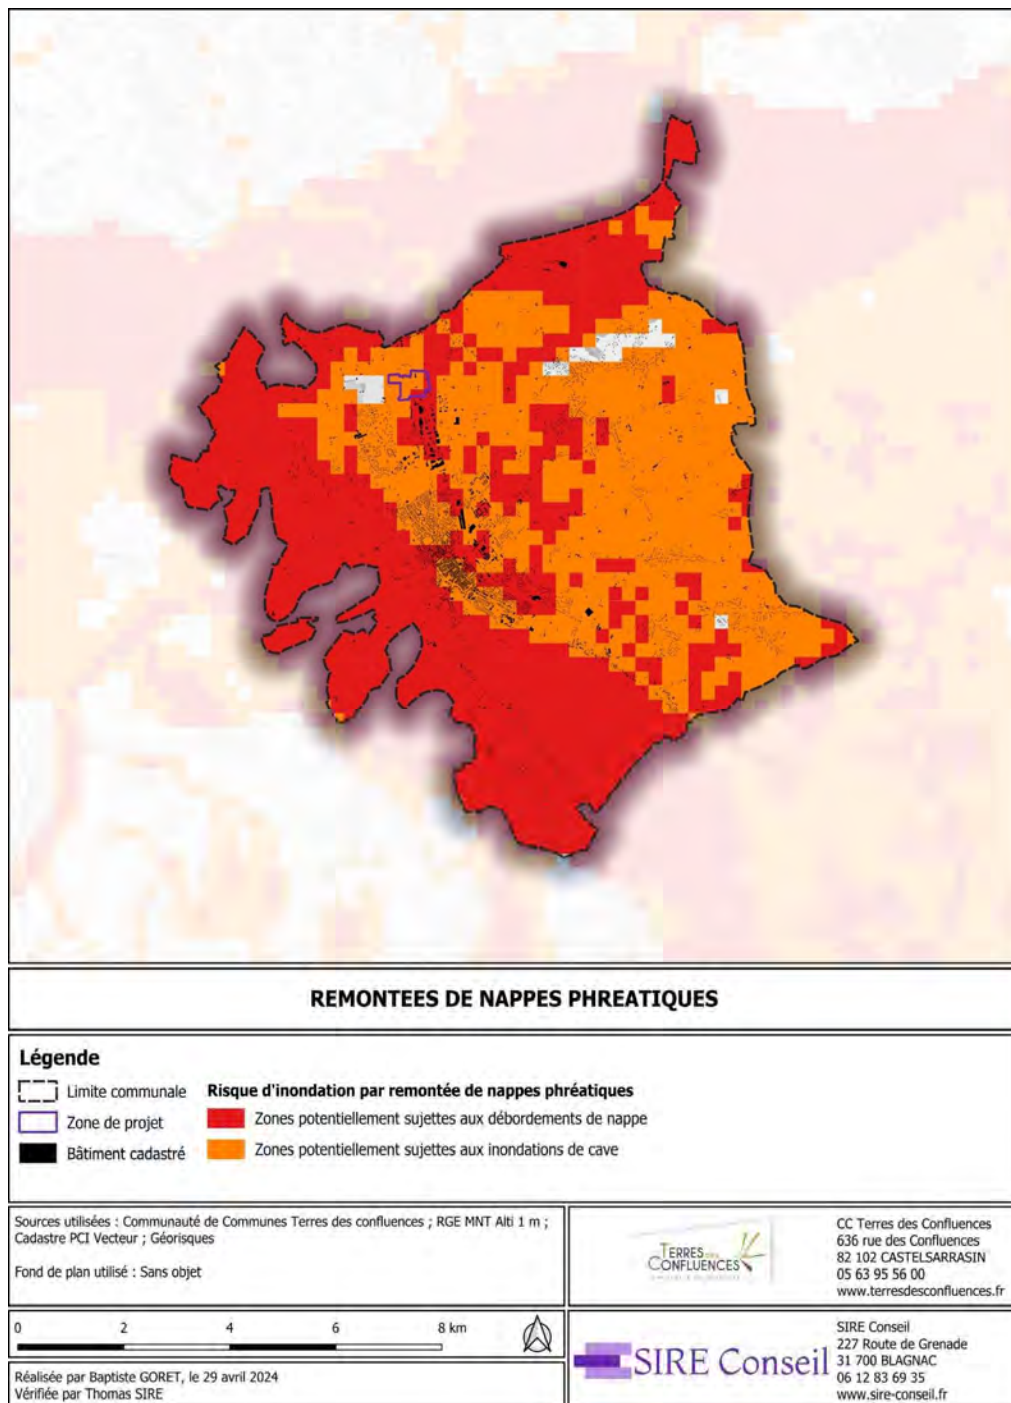 REMONTEES DE NAPPES PHREATIQUES
Légende
Limite communale
Zone de projet
Bâtiment cadastré
Risque d'inondation par remontée de nappes phréatiques
Zones potentiellement sujettes aux débordements de nappe
Zones potentiellement sujettes aux inondations de cave
Sources utilisées : Communauté de Communes Terres des confluences ; RGE MNT Alti 1 m ;
Cadastre PCI Vecteur ; Géorisques
Fond de plan utilisé : Sans objet
TERRES DES
CONFLUENCES
CC Terres des Confluences
636 rue des Confluences
82 102 CASTELSARRASIN
05 63 95 56 00
www.terresdesconfluences.fr
0 2 4 6 8 km
Réalisée par Baptiste GORET, le 29 avril 2024
Vérifiée par Thomas SIRE
SIRE Conseil
SIRE Conseil
227 Route de Grenade
31 700 BLAGNAC
06 12 83 69 35
www.sire-conseil.fr